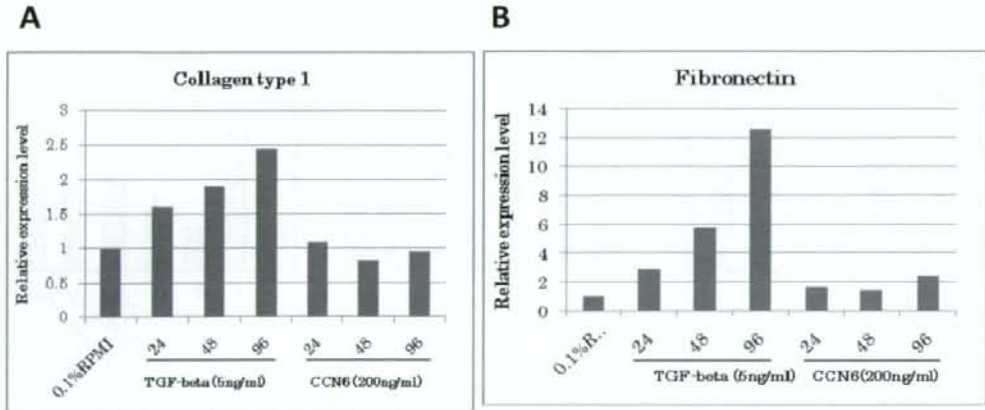 A
Collagen type 1
Relative expression level
3
2.5
2
1.5
1
0.5
0
0.1%RPMI
24
48
96
24
48
96
TGF-beta (5ng/ml)
CCN6 (200ng/ml)
B
Fibronectin
Relative expression level
14
12
10
8
6
4
2
0
0.1%R..
24
48
96
24
48
96
TGF-beta (5ng/ml)
CCN6(200ng/ml)